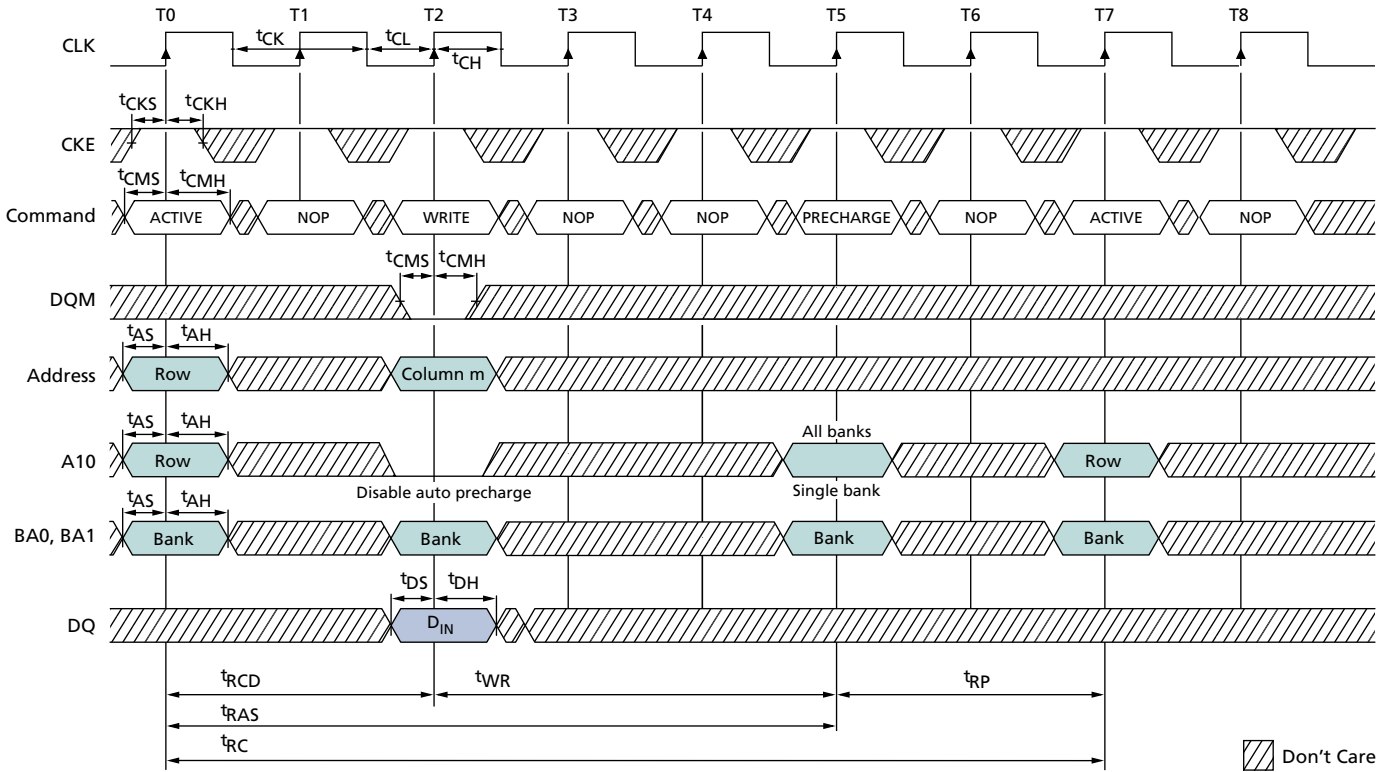 T0 T1 T2 T3 T4 T5 T6 T7 T8
CLK
tCK tCL
tCH
tCKS tCKH
CKE
tCMS tCMH
Command ACTIVE NOP WRITE NOP NOP PRECHARGE NOP ACTIVE NOP
tCMS tCMH
DQM
tAS tAH
Address Row Column m
tAS tAH
All banks
A10 Row Row
Disable auto precharge Single bank
tAS tAH
BA0, BA1 Bank Bank Bank Bank
tDS tDH
DQ DIN
tRCD tWR tRP
tRAS
tRC
Don't Care